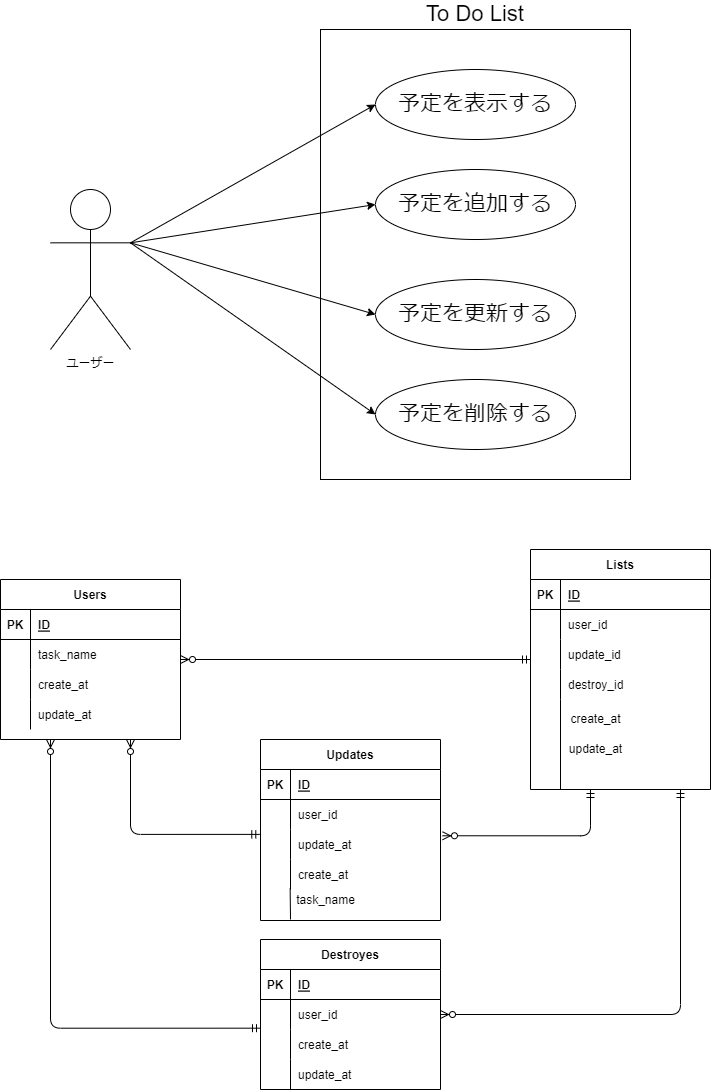 To Do List
予定を表示する
予定を追加する
予定を更新する
予定を削除する
ユーザー
Users
PK ID
task_name
create_at
update_at
Lists
PK ID
user_id
update_id
destroy_id
create_at
update_at
Updates
PK ID
user_id
update_at
create_at
task_name
Destroyes
PK ID
user_id
create_at
update_at